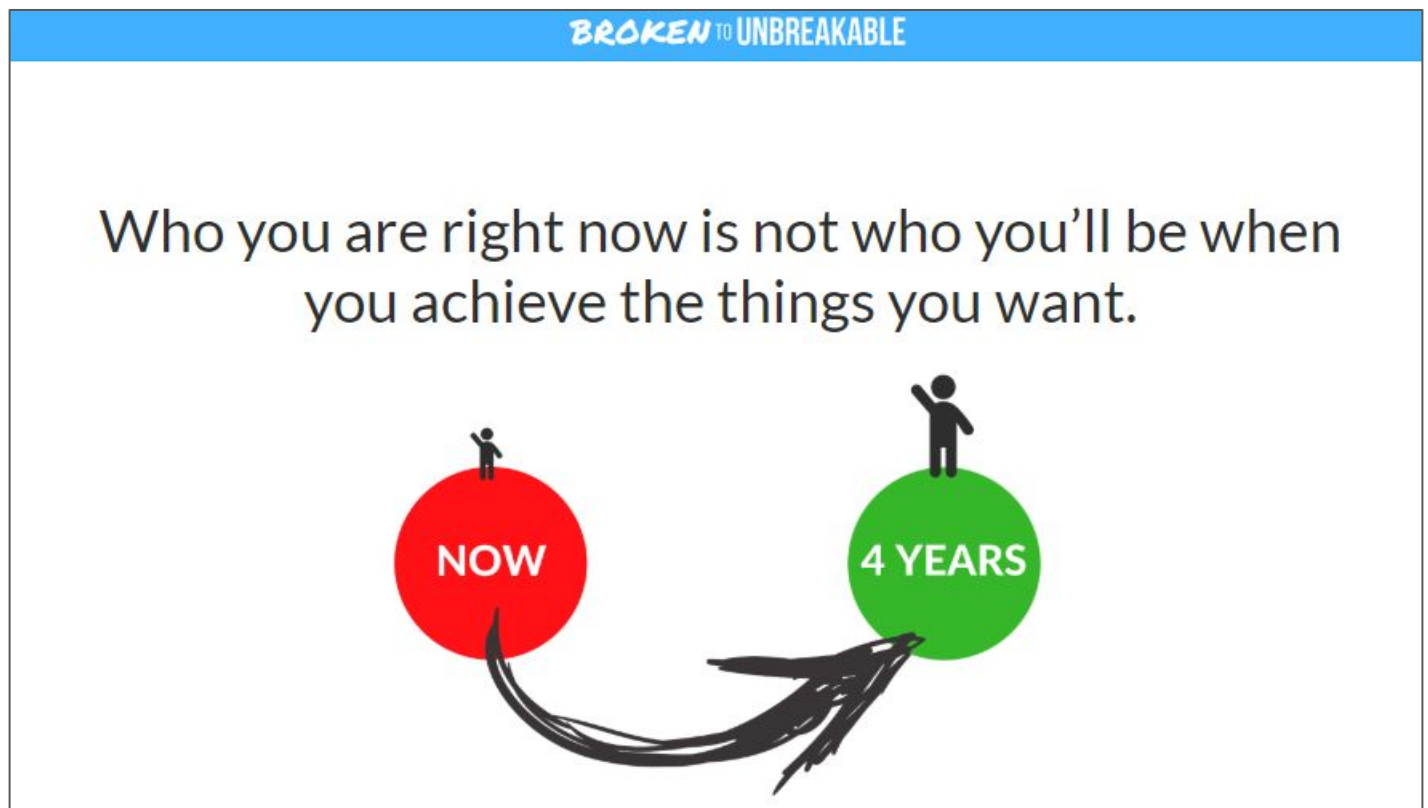 BROKEN TO UNBREAKABLE
Who you are right now is not who you’ll be when
you achieve the things you want.
NOW
4 YEARS